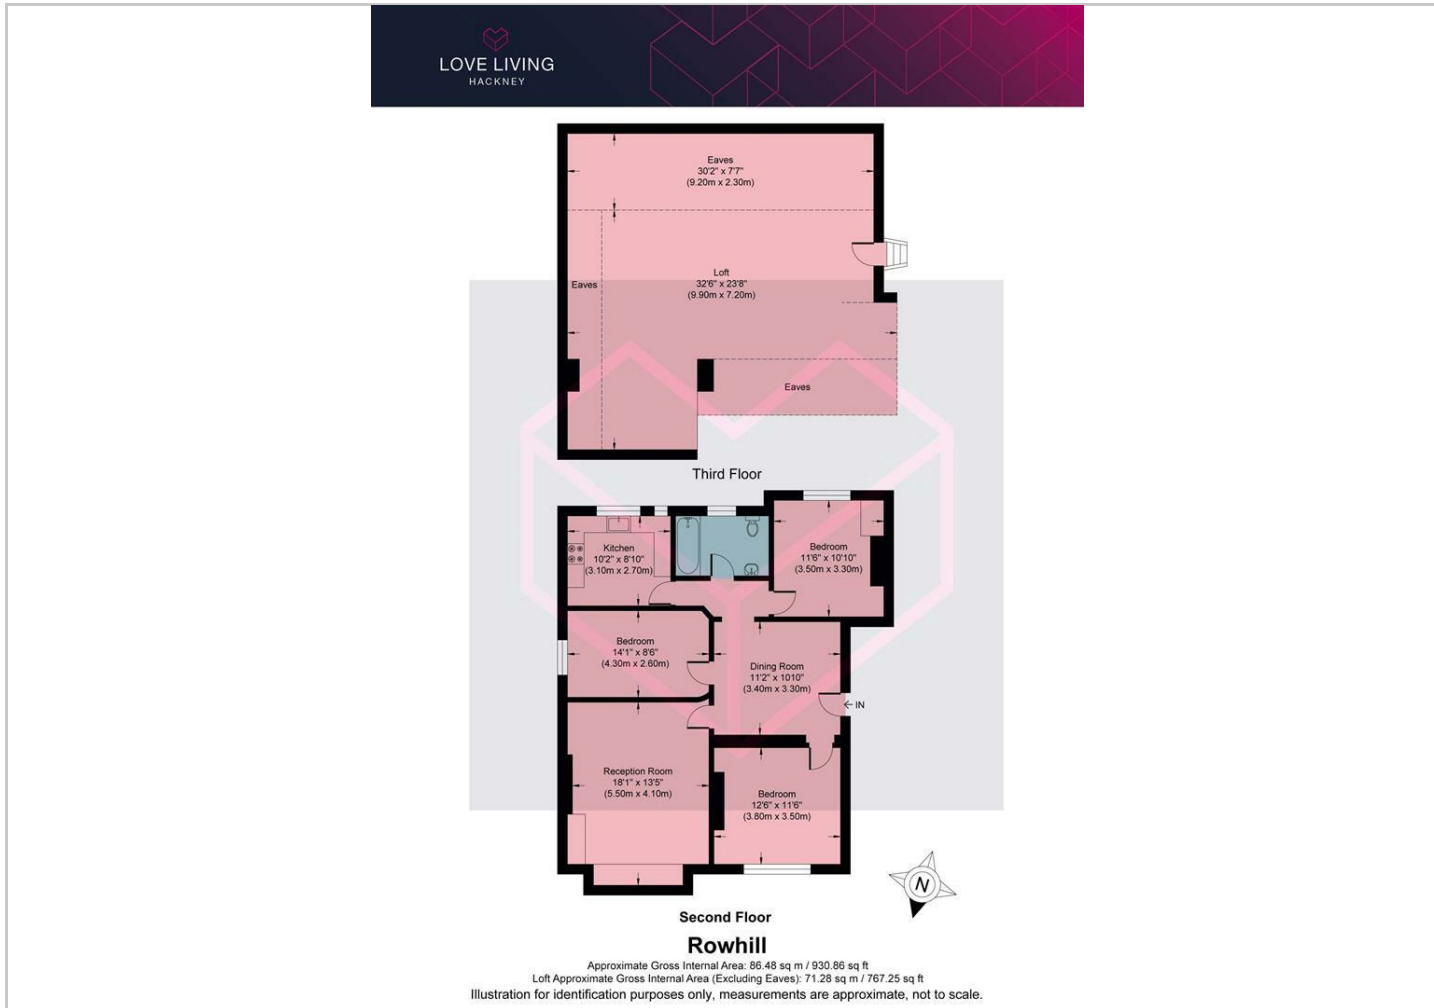 LOVE LIVING
HACKNEY
Eaves
30'2" x 7'7"
(9.20m x 2.30m)
Loft
32'6" x 23'8"
(9.90m x 7.20m)
Eaves
Eaves
Third Floor
Kitchen
10'2" x 8'10"
(3.10m x 2.70m)
Bedroom
11'6" x 10'10"
(3.50m x 3.30m)
Bedroom
14'1" x 8'6"
(4.30m x 2.60m)
Dining Room
11'2" x 1010"
(3.40m x 3.30m)
IN
Reception Room
18'1" x 13'5"
(5.50m x 4.10m)
Bedroom
12'6" x 11'6"
(3.80m x 3.50m)
N
Second Floor
Rowhill
Approximate Gross Internal Area: 86.48 sq m / 930.86 sq ft
Loft Approximate Gross Internal Area (Excluding Eaves): 71.28 sq m / 767.25 sq ft
Illustration for identification purposes only, measurements are approximate, not to scale.